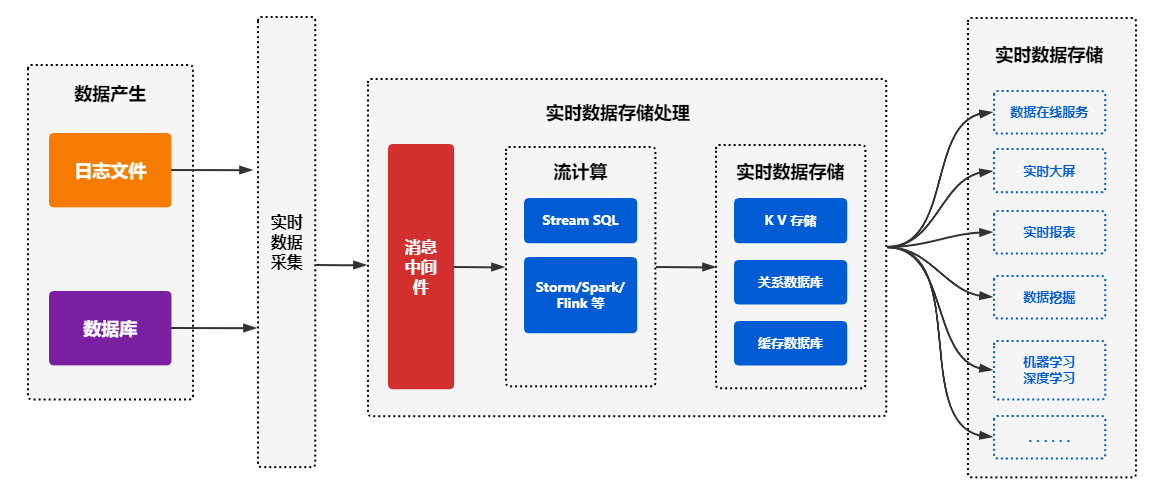 数据产生
日志文件
数据库
实时
数据
采集
实时数据存储处理
消息
中间
件
流计算
Stream SQL
Storm/Spark/
Flink 等
实时数据存储
K V 存储
关系数据库
缓存数据库
实时数据存储
数据在线服务
实时大屏
实时报表
数据挖掘
机器学习
深度学习
......